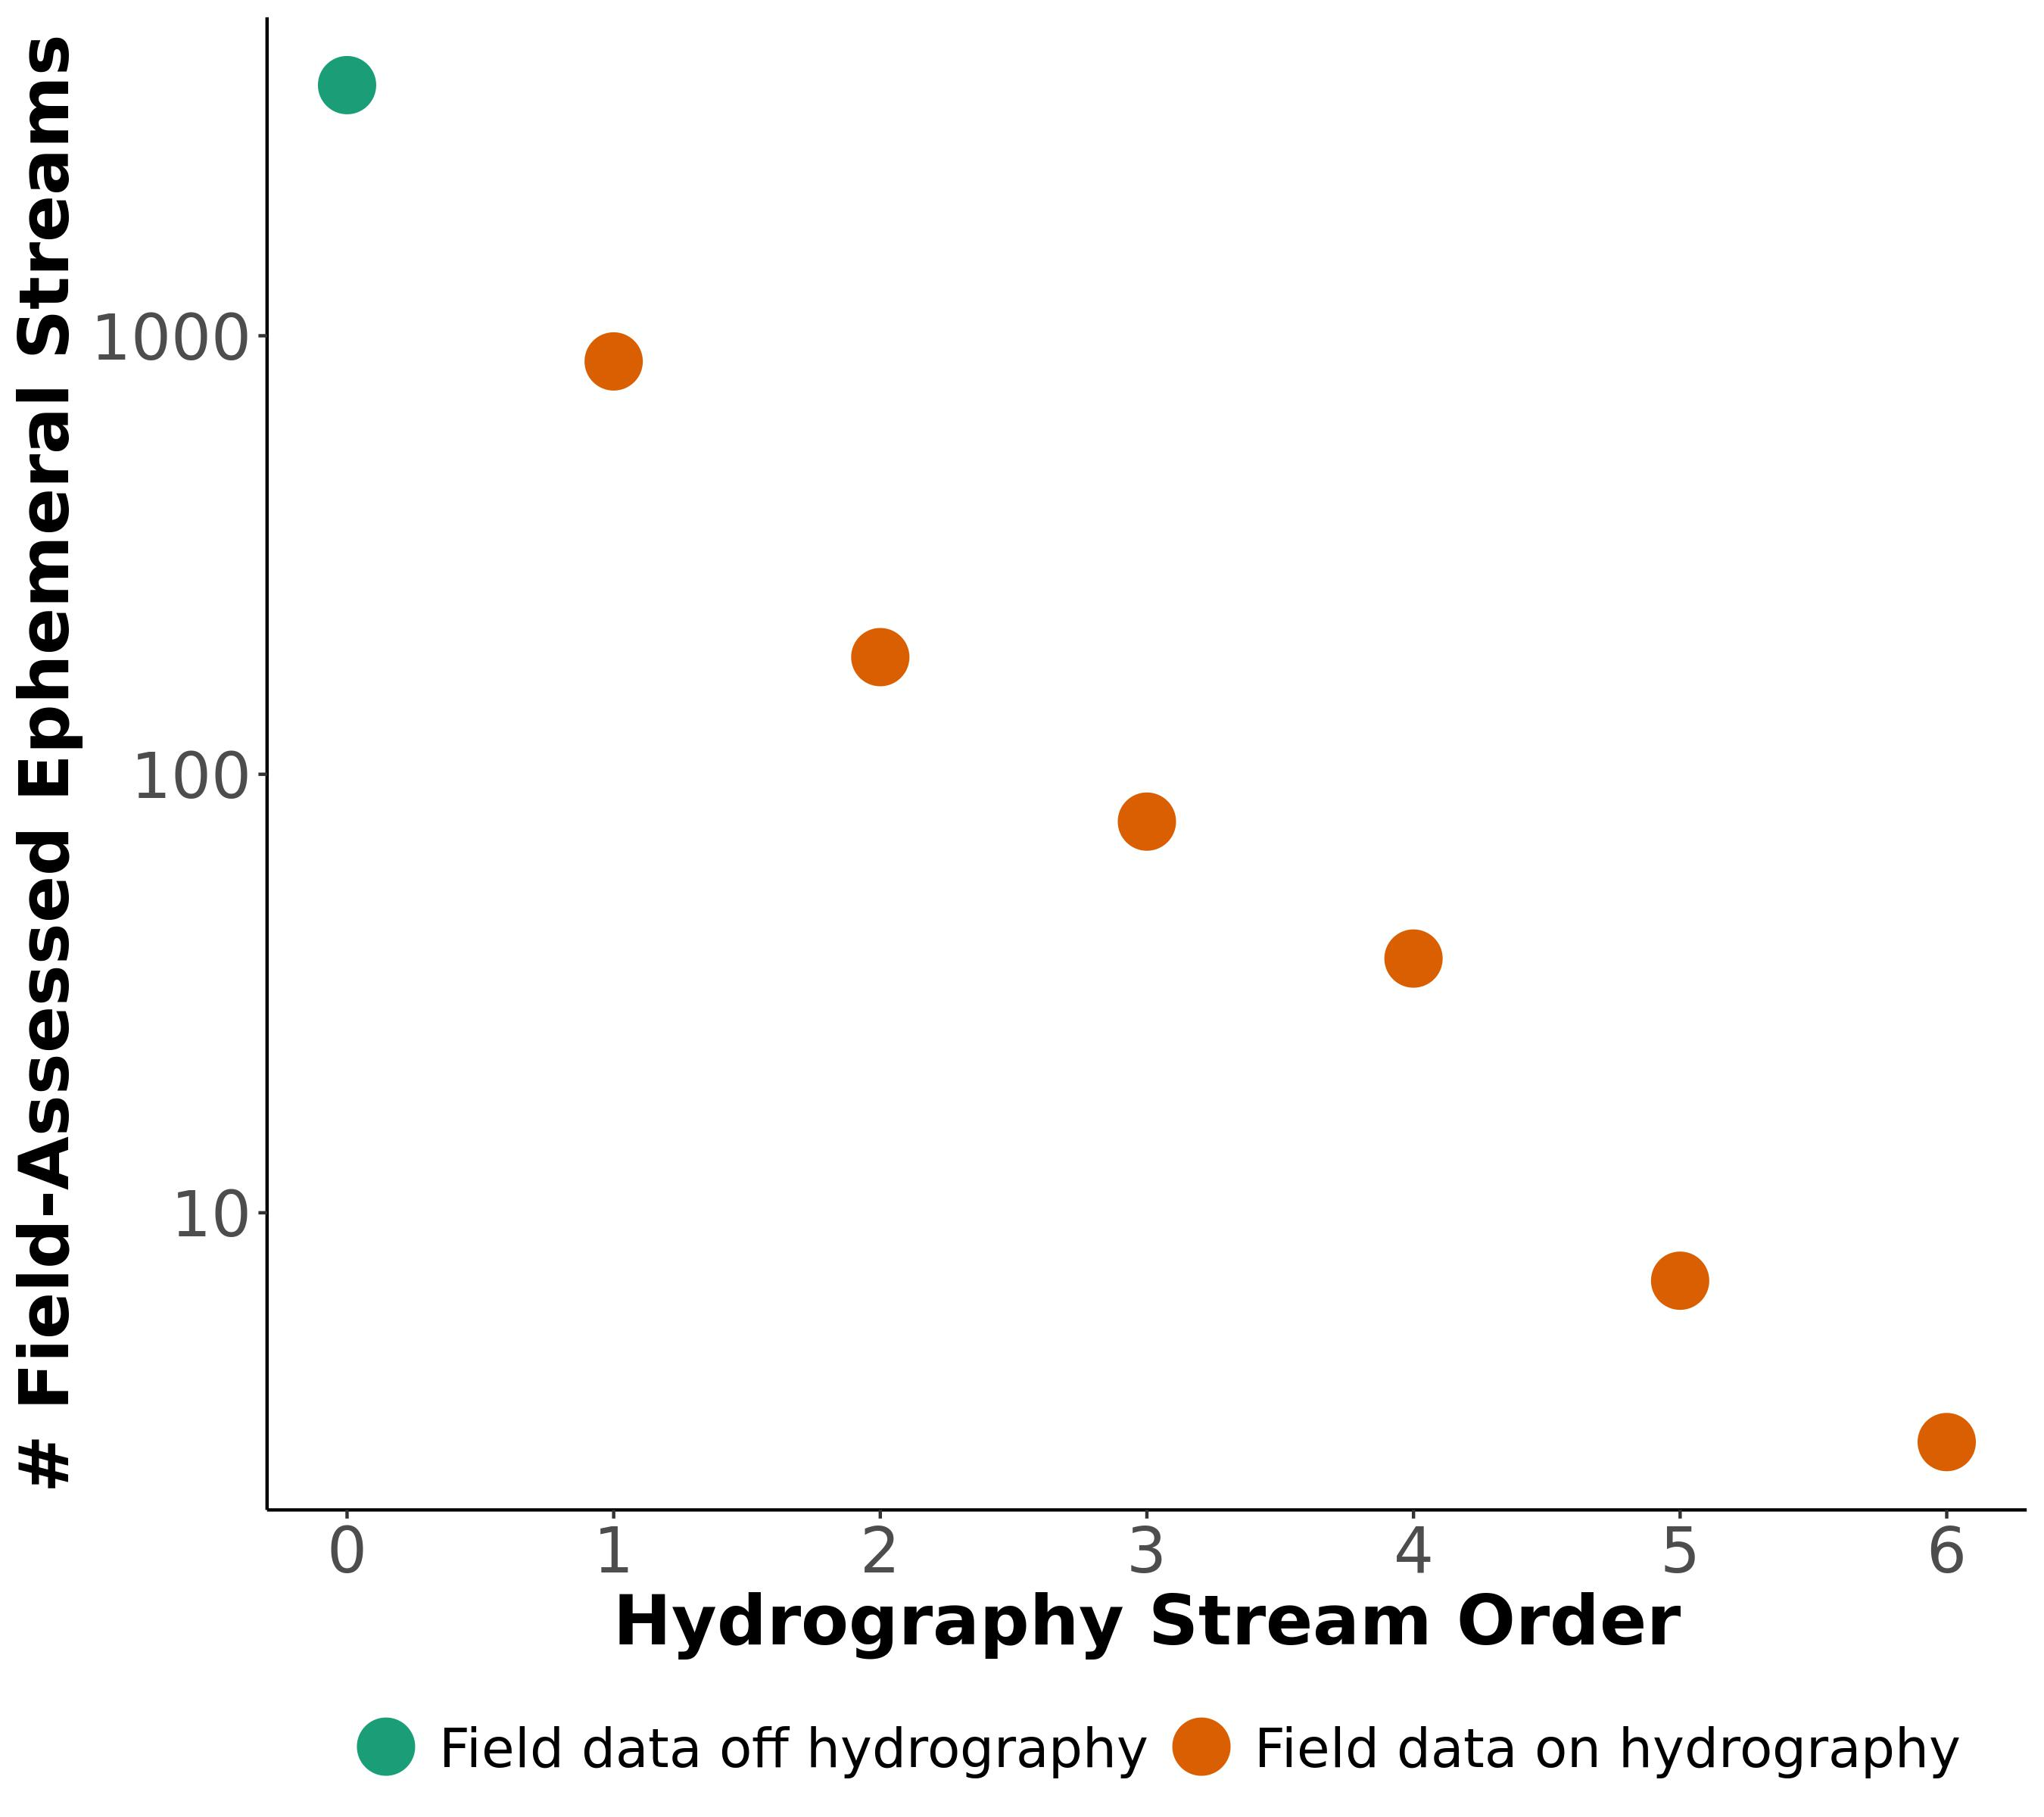 # Field-Assessed Ephemeral Streams
1000
100
10
0 1 2 3 4 5 6
Hydrography Stream Order
Field data off hydrography Field data on hydrography